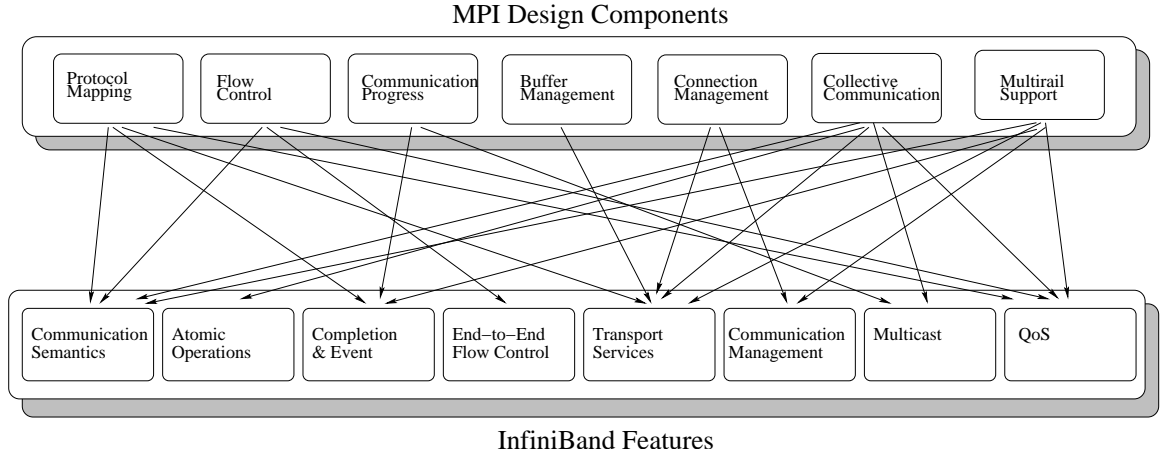 MPI Design Components
Protocol
Mapping
Flow
Control
Communication
Progress
Buffer
Management
Connection
Management
Collective
Communication
Multirail
Support
Communication
Semantics
Atomic
Operations
Completion
& Event
End−to−End
Flow Control
Transport
Services
Communication
Management
Multicast
QoS
InfiniBand Features